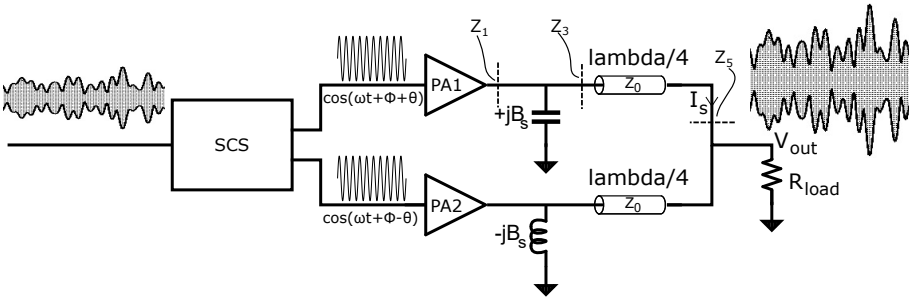 Z1
Z3
lambda/4
Z5
PA1
Z0
cos(ωt+Φ+θ)
+jBs
Is
SCS
Vout
lambda/4
Rload
PA2
Z0
cos(ωt+Φ-θ)
-jBs